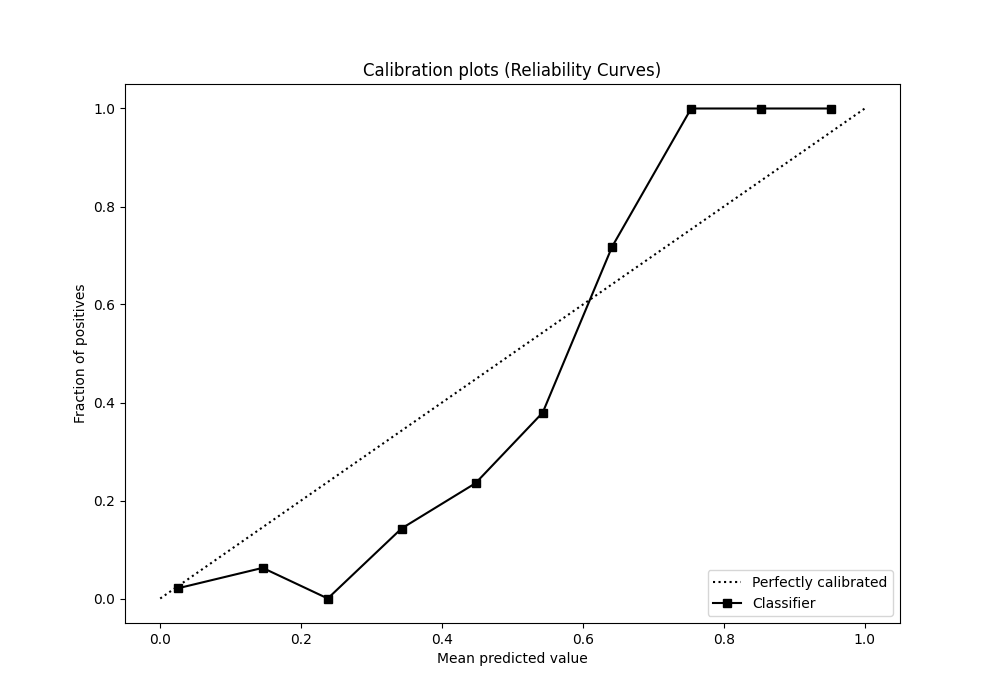 Calibration plots (Reliability Curves)
1.0
0.8
0.6
0.4
0.2
0.0
Fraction of positives
0.0 0.2 0.4 0.6 0.8 1.0
Mean predicted value
Perfectly calibrated
Classifier